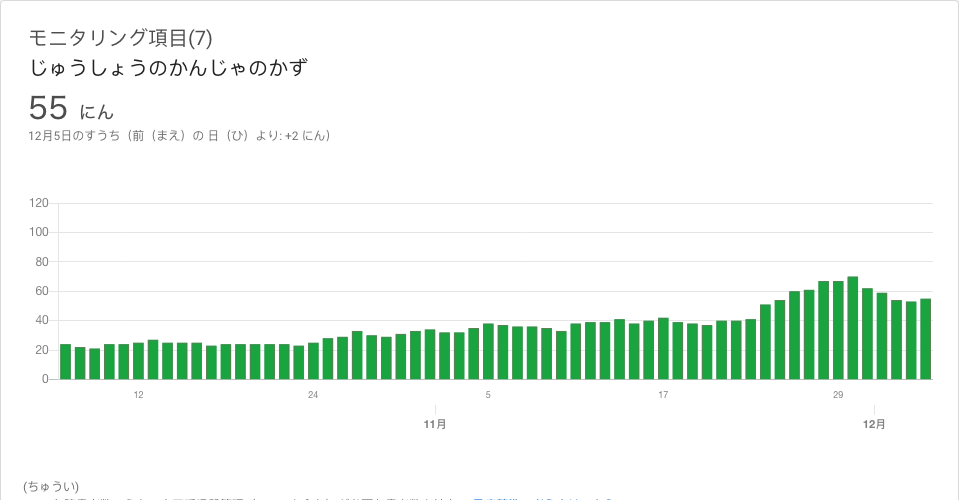 モニタリング項目(7)
じゅうしょうのかんじゃのかず
55 にん
12月5日のすうち（前（まえ）の 日（ひ）より: +2 にん）
120
100
80
60
40
20
0
12 24 5 17 29
11月 12月
(ちゅうい)